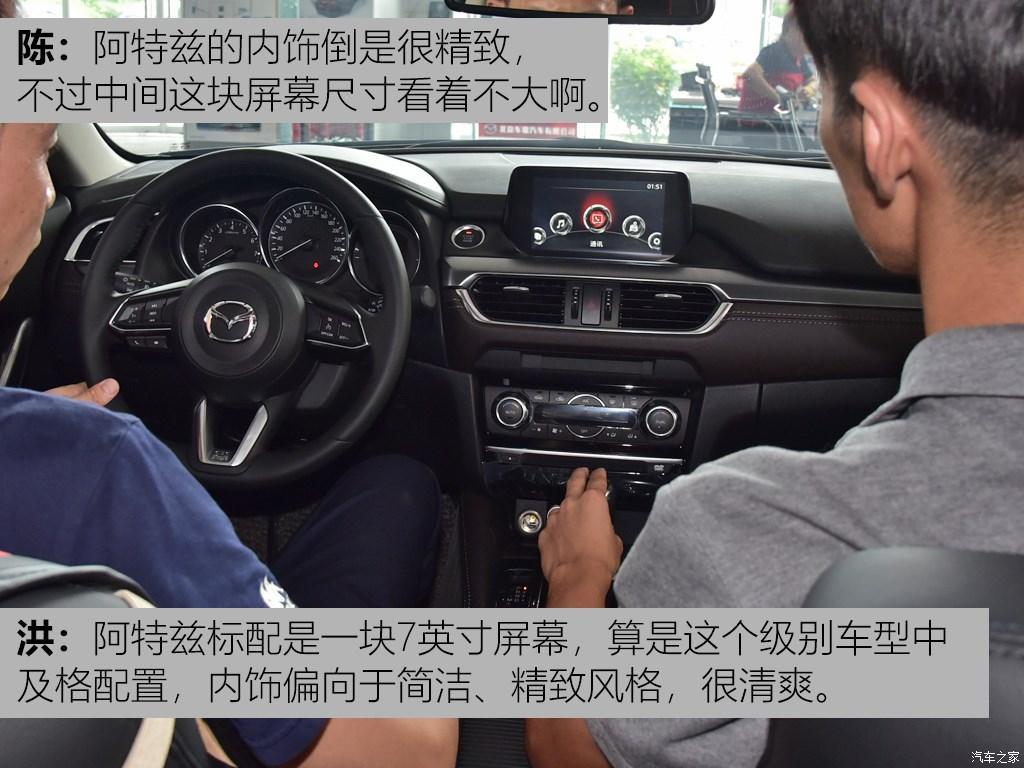 陈：阿特兹的内饰倒是很精致，
不过中间这块屏幕尺寸看着不大啊。
01:51
通讯
洪：阿特兹标配是一块7英寸屏幕，算是这个级别车型中
及格配置，内饰偏向于简洁、精致风格，很清爽。
汽车之家